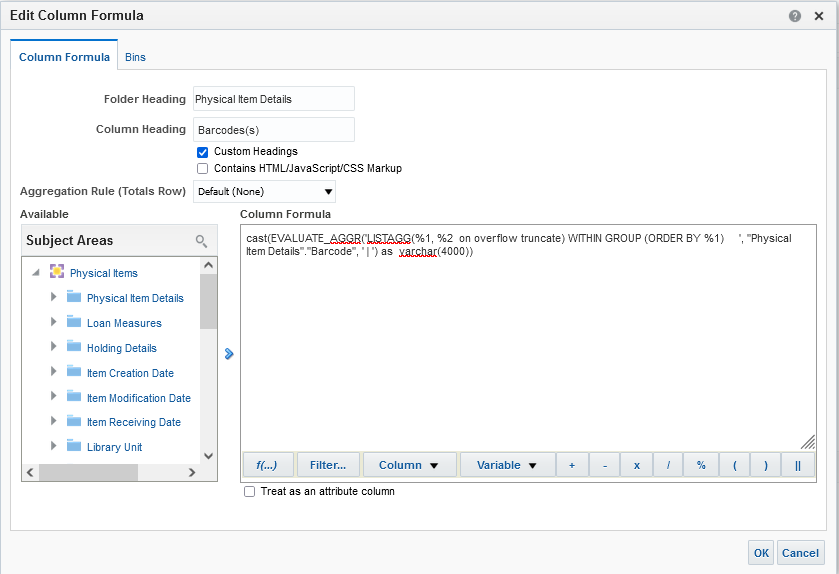 Edit Column Formula
Column Formula
Bins
Folder Heading Physical Item Details
Column Heading Barcodes(s)
Custom Headings
Contains HTML/JavaScript/CSS Markup
Aggregation Rule (Totals Row) Default (None)
Available
Column Formula
Subject Areas
Physical Items
Physical Item Details
Loan Measures
Holding Details
Item Creation Date
Item Modification Date
Item Receiving Date
Library Unit
cast(EVALUATE_AGGR('LISTAGG(%1, %2  on overflow truncate) WITHIN GROUP (ORDER BY %1)     ', "Physical
Item Details"."Barcode", ' | ') as  varchar(4000))
f(...) Filter... Column Variable + - x / % ( ) ||
Treat as an attribute column
OK Cancel